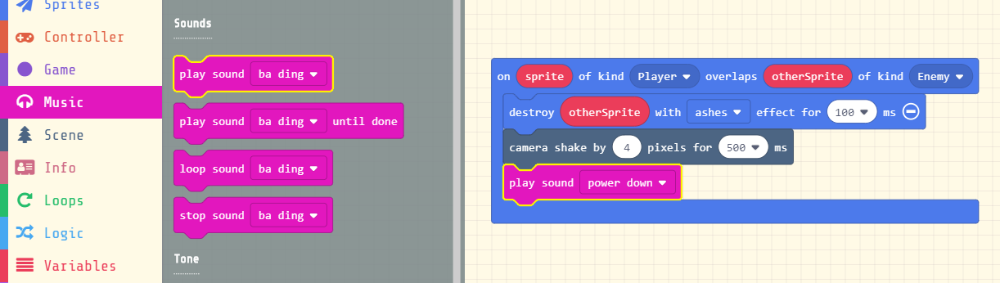 Sprites
Controller
Game
Music
Scene
Info
Loops
Logic
Variables
Sounds
play sound ba ding
play sound ba ding until done
loop sound ba ding
stop sound ba ding
Tone
on sprite of kind Player overlaps otherSprite of kind Enemy
destroy otherSprite with ashes effect for 100 ms
camera shake by 4 pixels for 500 ms
play sound power down